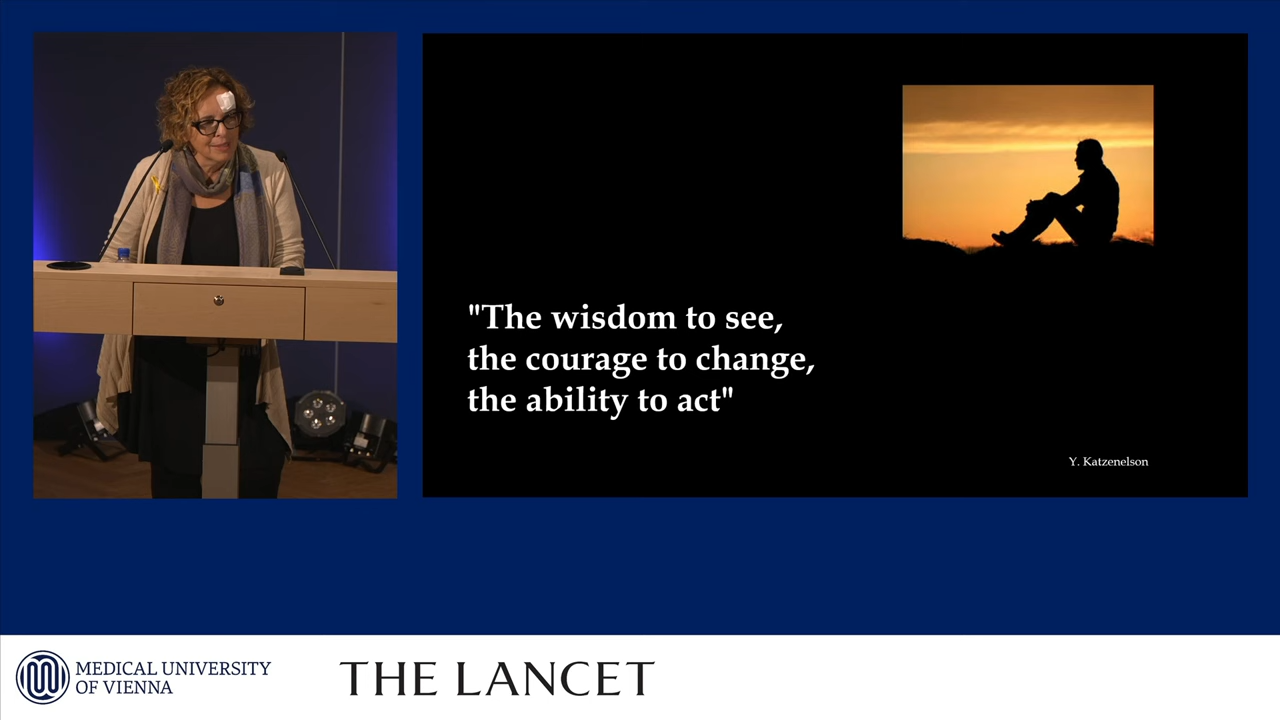 "The wisdom to see,
the courage to change,
the ability to act"
Y. Katzenelson
MEDICAL UNIVERSITY
OF VIENNA
THE LANCET